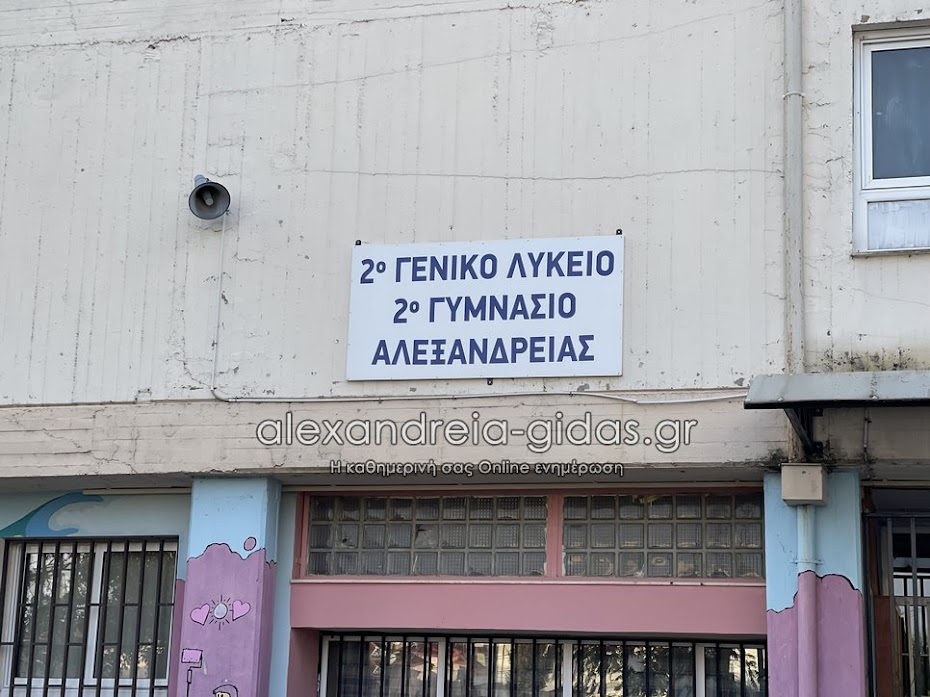 2ο ΓΕΝΙΚΟ ΛΥΚΕΙΟ
2ο ΓΥΜΝΑΣΙΟ
ΑΛΕΞΑΝΔΡΕΙΑΣ
alexandreia-gidas.gr
Η καθημερινή σας Online ενημέρωση